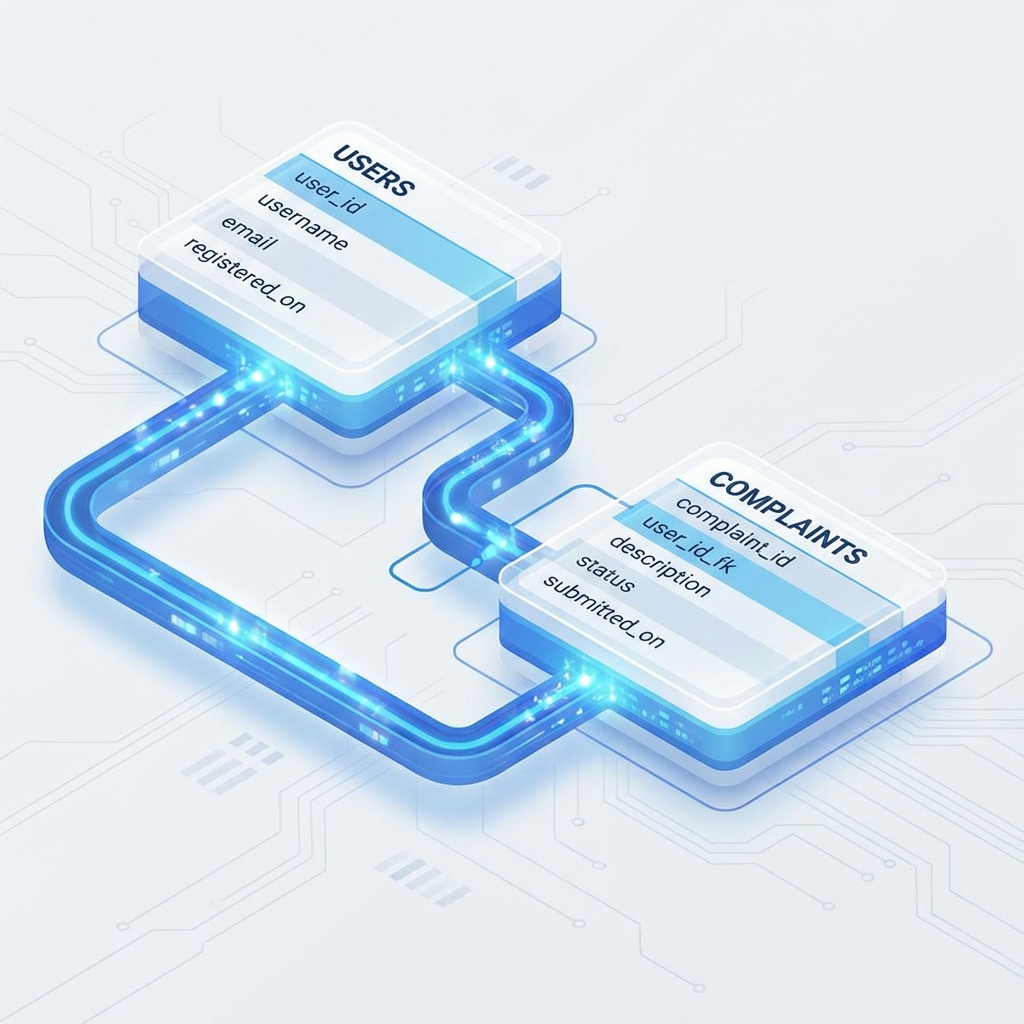 USERS
user_id
username
email
registered_on
COMPLAINTS
complaint_id
user_id_fk
description
status
submitted_on